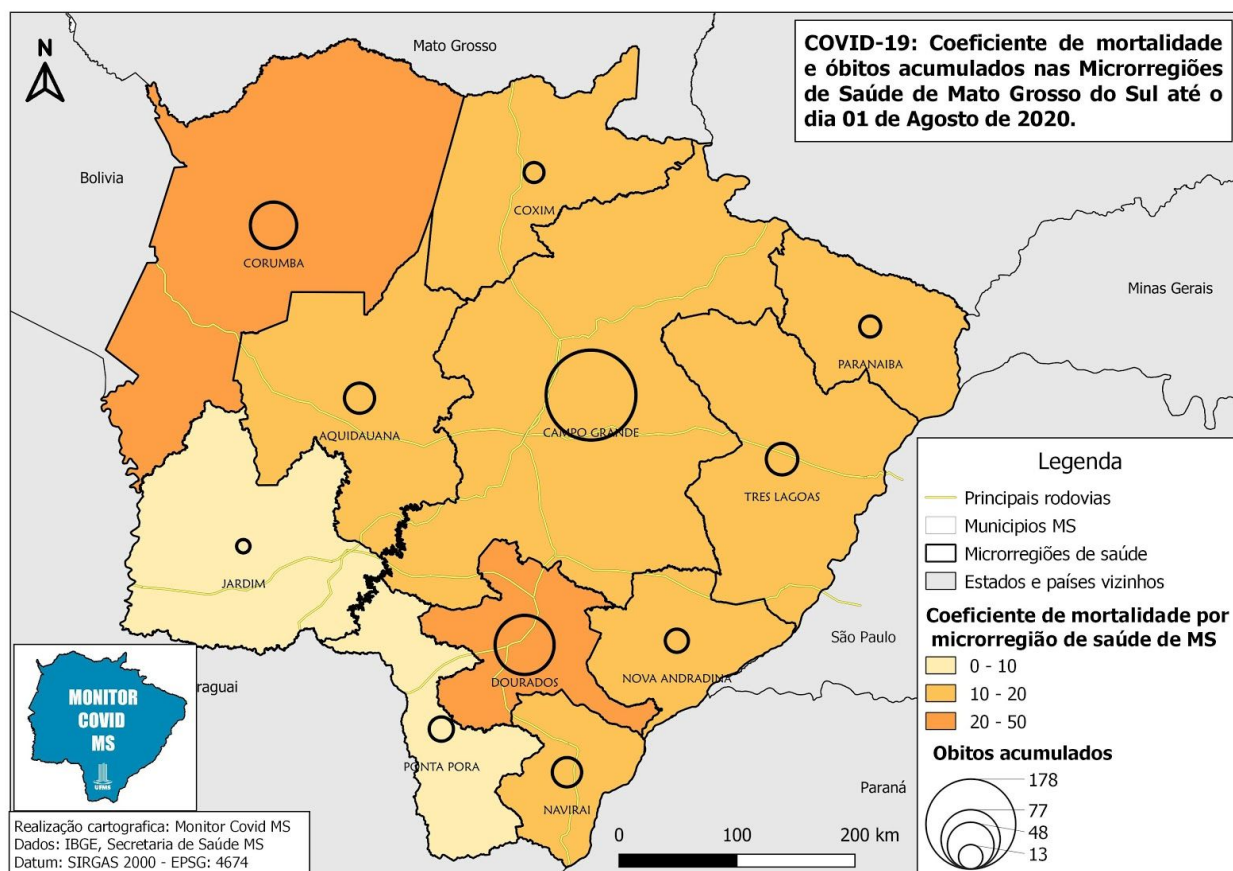 COVID-19: Coeficiente de mortalidade
e óbitos acumulados nas Microrregiões
de Saúde de Mato Grosso do Sul até o
dia 01 de Agosto de 2020.
N
Mato Grosso
Bolivia
COXIM
CORUMBA
Minas Gerais
PARANAIBA
AQUIDAUANA
CAMPO GRANDE
TRES LAGOAS
JARDIM
São Paulo
DOURADOS
NOVA ANDRADINA
raguai
PONTA PORA
NAVIRAI
Paraná
Legenda
Principais rodovias
Municipios MS
Microrregiões de saúde
Estados e países vizinhos
Coeficiente de mortalidade por
microrregião de saúde de MS
0 - 10
10 - 20
20 - 50
Obitos acumulados
178
77
48
13
MONITOR
COVID
MS
UFMS
Realização cartografica: Monitor Covid MS
Dados: IBGE, Secretaria de Saúde MS
Datum: SIRGAS 2000 - EPSG: 4674
0 100 200 km